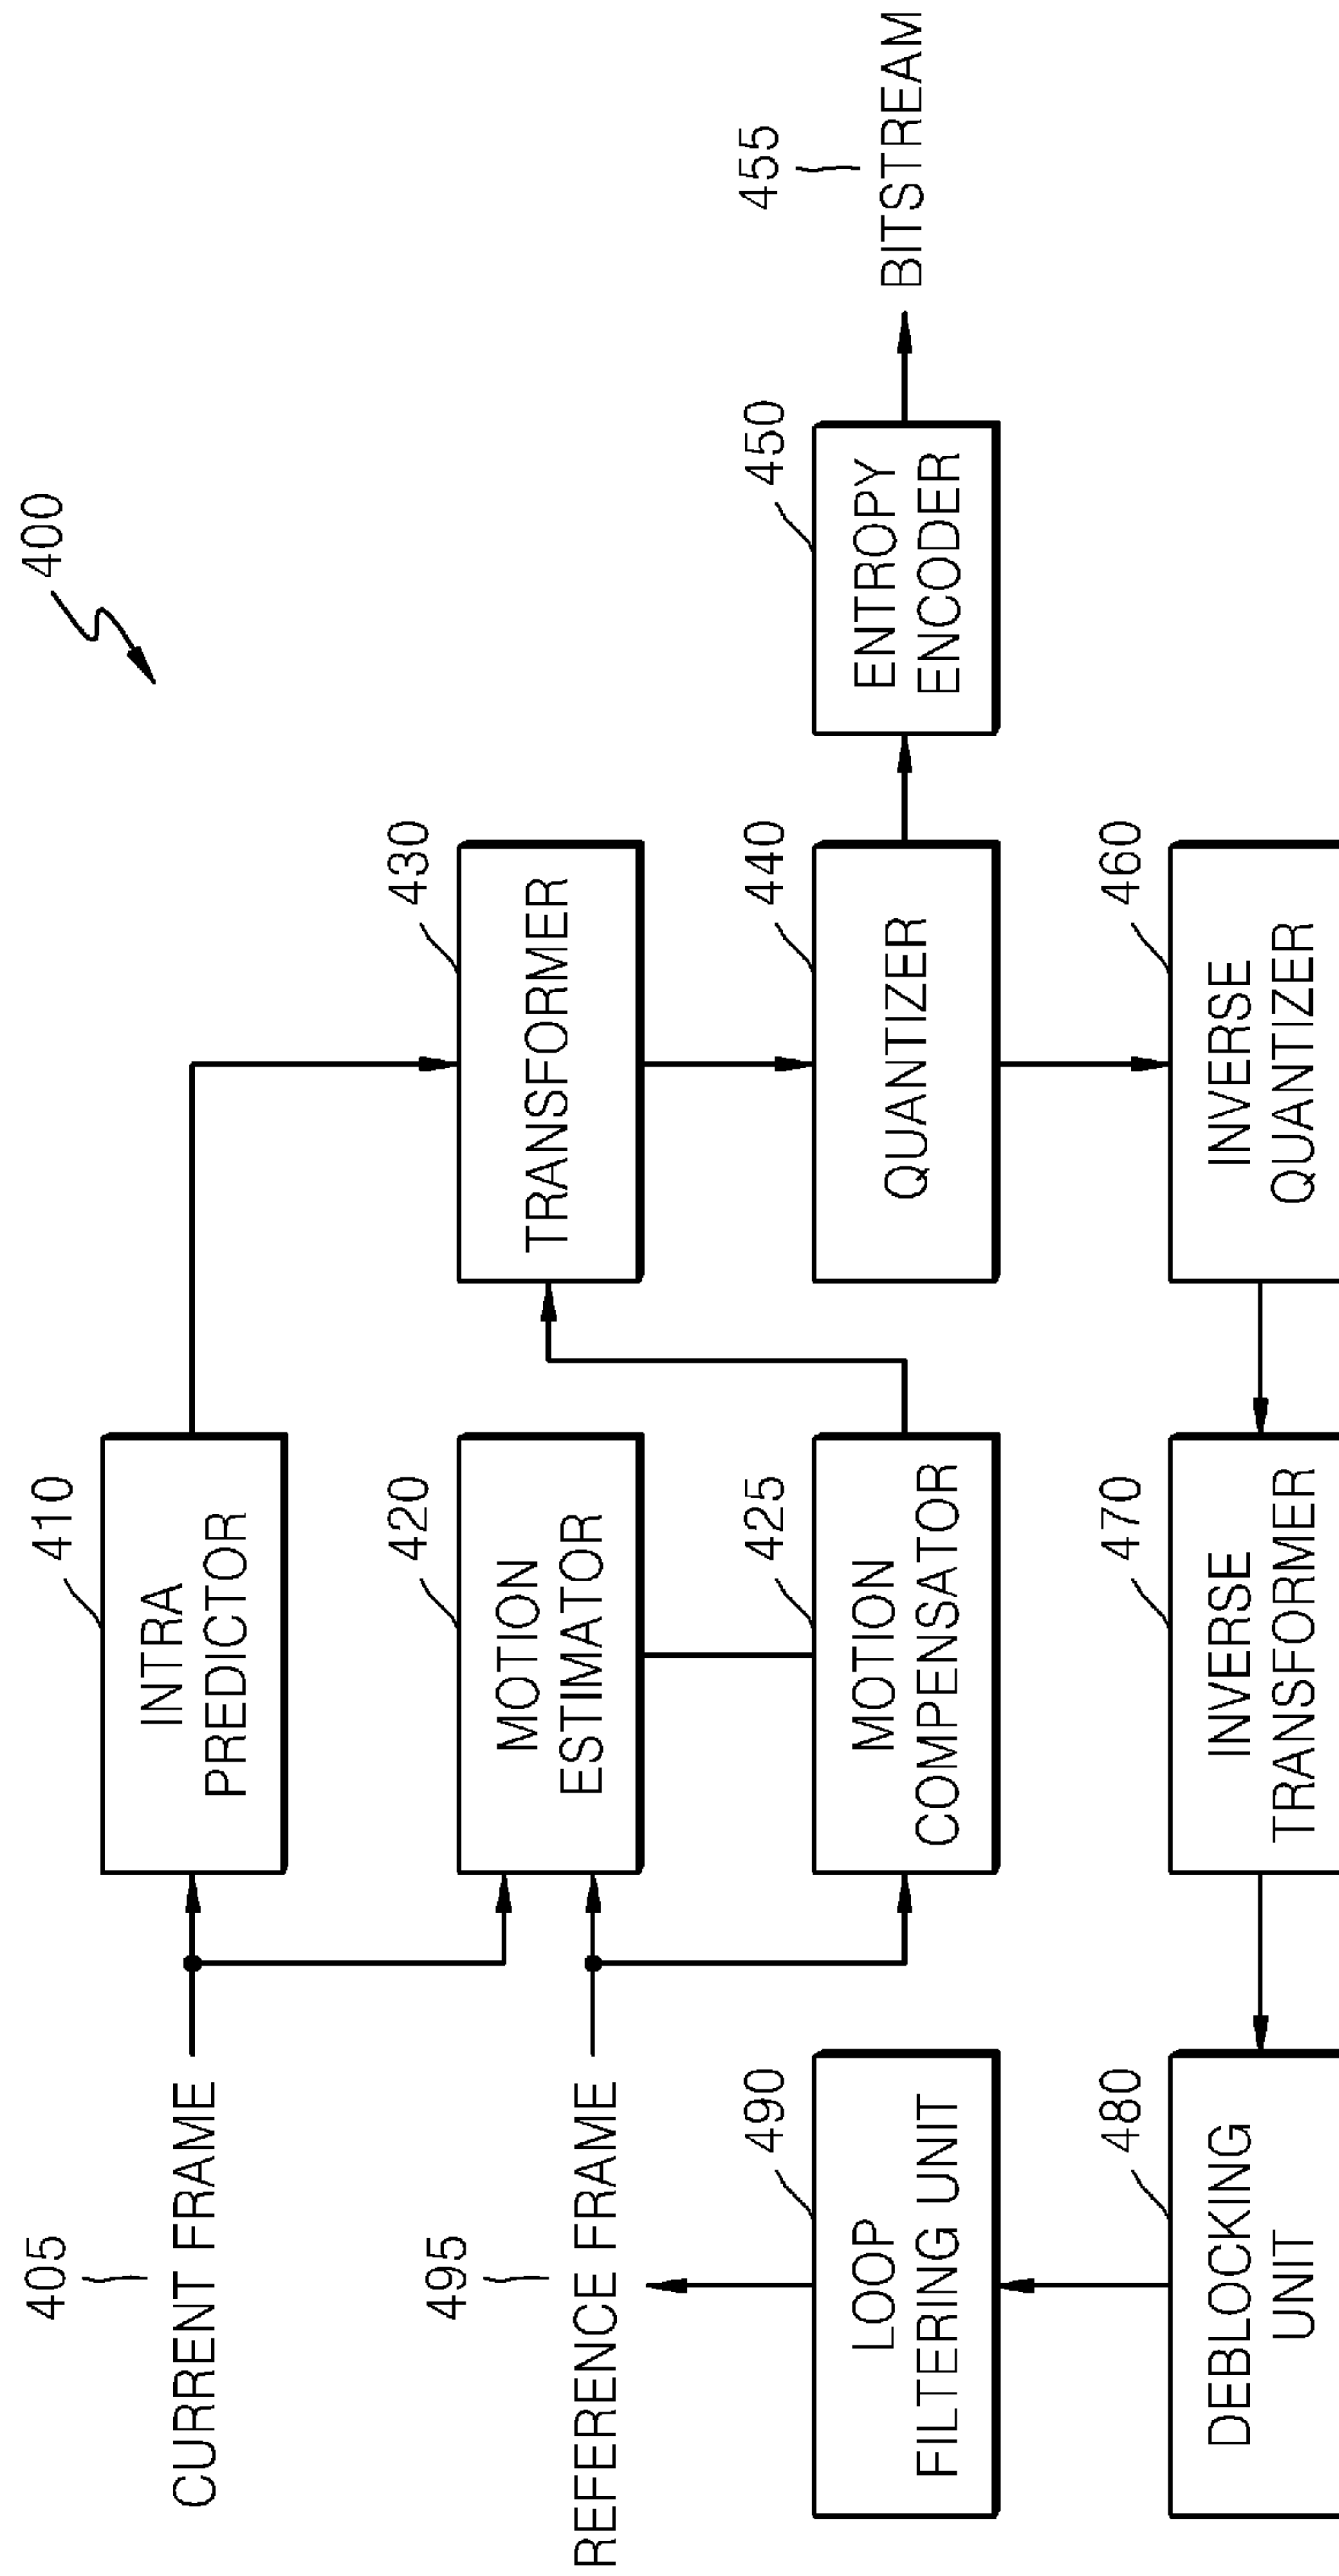 400
405
CURRENT FRAME
410
INTRA
PREDICTOR
495
REFERENCE FRAME
420
MOTION
ESTIMATOR
430
TRANSFORMER
490
LOOP
FILTERING UNIT
425
MOTION
COMPENSATOR
440
QUANTIZER
450
ENTROPY
ENCODER
455
BITSTREAM
480
DEBLOCKING
UNIT
470
INVERSE
TRANSFORMER
460
INVERSE
QUANTIZER